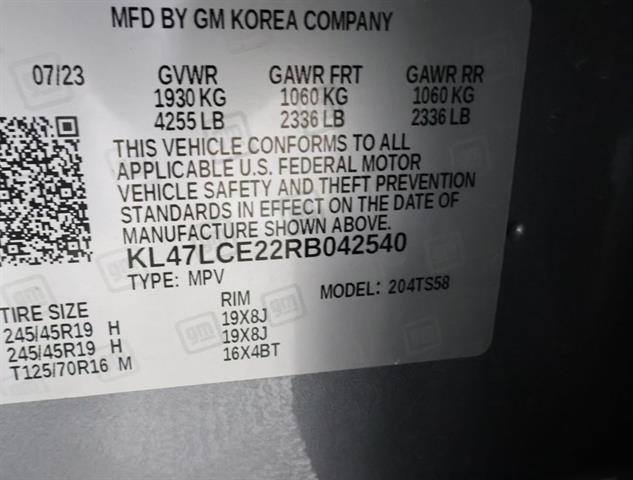 MFD BY GM KOREA COMPANY
07/23 GVWR GAWR FRT GAWR RR
1930 KG 1060 KG 1060 KG
4255 LB 2336 LB 2336 LB
THIS VEHICLE CONFORMS TO ALL
APPLICABLE U.S. FEDERAL MOTOR
VEHICLE SAFETY AND THEFT PREVENTION
STANDARDS IN EFFECT ON THE DATE OF
MANUFACTURE SHOWN ABOVE.
KL47LCE22RB042540
TYPE: MPV MODEL: 204TS58
TIRE SIZE RIM
245/45R19 H 19X8J
245/45R19 H 19X8J
T125/70R16 M 16X4BT
gm